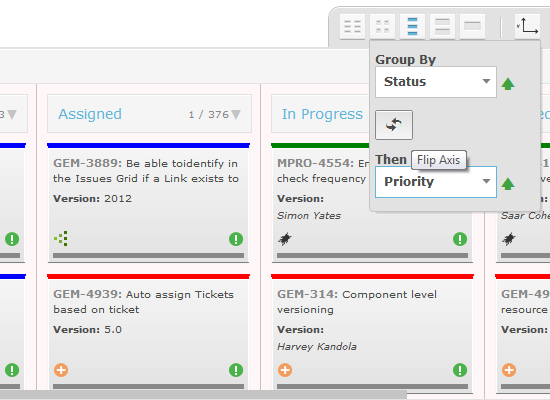 Group By
Status
Flip Axis
Then
Priority
3
Assigned
1 / 376
In Progress
GEM-3889: Be able toidentify in
the Issues Grid if a Link exists to
Version: 2012
MPRO-4554:
check frequency
Version:
Simon Yates
Saar Cohe
GEM-4939: Auto assign Tickets
based on ticket
Version: 5.0
GEM-314: Component level
versioning
Version:
Harvey Kandola
GEM-49
resource
Version: